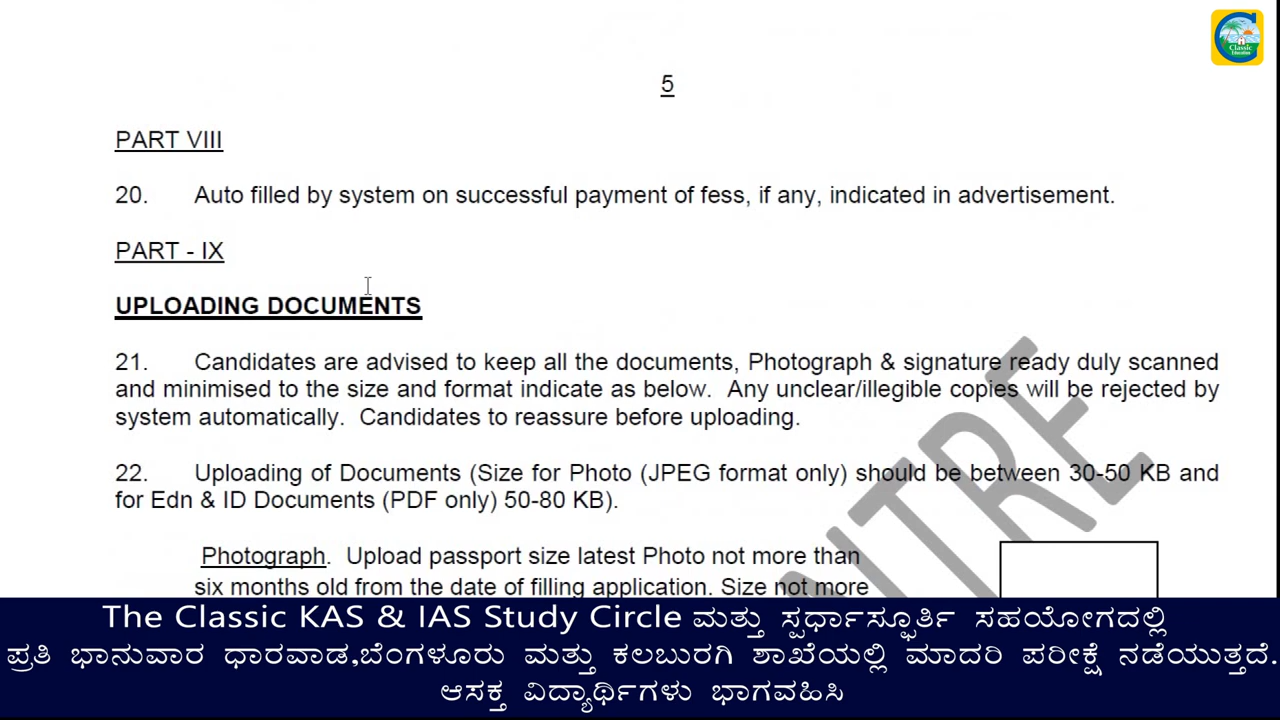 Classic
Education
5
PART VIII
20. Auto filled by system on successful payment of fess, if any, indicated in advertisement.
PART - IX
UPLOADING DOCUMENTS
21. Candidates are advised to keep all the documents, Photograph & signature ready duly scanned
and minimised to the size and format indicate as below. Any unclear/illegible copies will be rejected by
system automatically. Candidates to reassure before uploading.
22. Uploading of Documents (Size for Photo (JPEG format only) should be between 30-50 KB and
for Edn & ID Documents (PDF only) 50-80 KB).
Photograph. Upload passport size latest Photo not more than
six months old from the date of filling application. Size not more
NTRE
The Classic KAS & IAS Study Circle ಮತ್ತು ಸ್ಪರ್ಧಾಸ್ಫೂರ್ತಿ ಸಹಯೋಗದಲ್ಲಿ
ಪ್ರತಿ ಭಾನುವಾರ ಧಾರವಾಡ,ಬೆಂಗಳೂರು ಮತ್ತು ಕಲಬುರಗಿ ಶಾಖೆಯಲ್ಲಿ ಮಾದರಿ ಪರೀಕ್ಷೆ ನಡೆಯುತ್ತದೆ.
ಆಸಕ್ತ ವಿದ್ಯಾರ್ಥಿಗಳು ಭಾಗವಹಿಸಿ